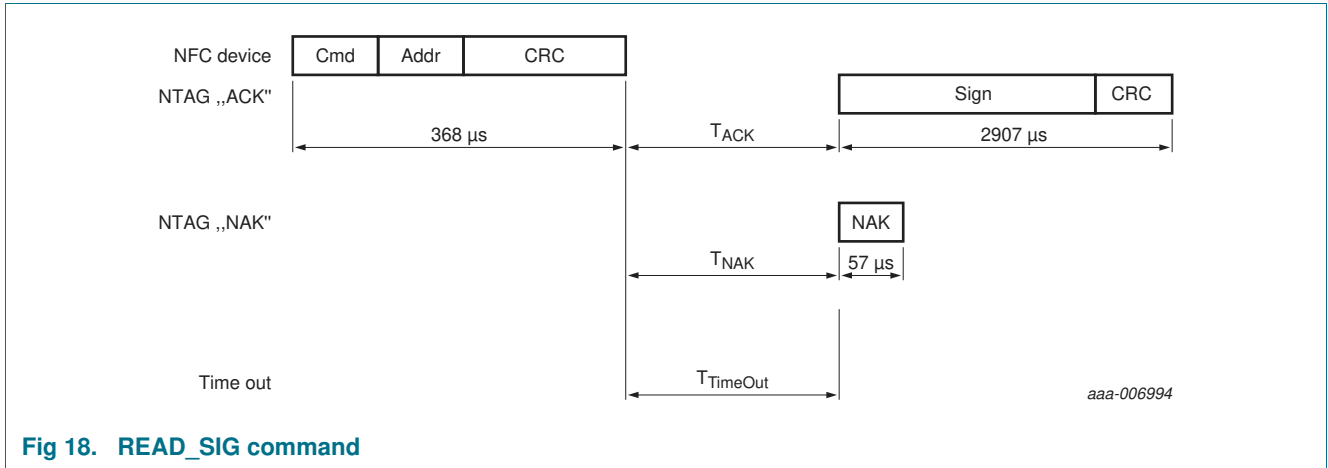 NFC device Cmd Addr CRC
NTAG ,,ACK" Sign CRC
368 μs TACK 2907 μs
NTAG ,,NAK" NAK
TNAK 57 μs
Time out TTimeOut aaa-006994
Fig 18. READ_SIG command